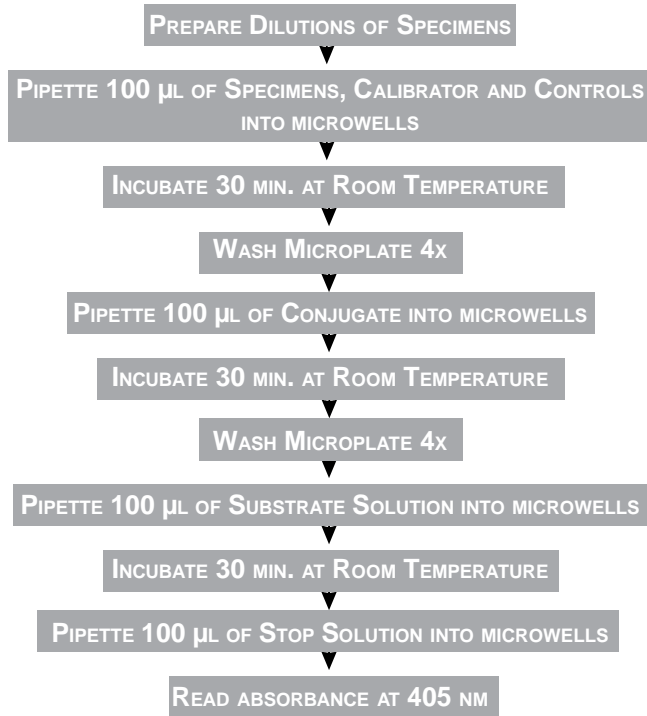 Prepare Dilutions of Specimens
Pipette 100 µl of Specimens, Calibrator and Controls
into microwells
Incubate 30 min. at Room Temperature
Wash Microplate 4x
Pipette 100 µl of Conjugate into microwells
Incubate 30 min. at Room Temperature
Wash Microplate 4x
Pipette 100 µl of Substrate Solution into microwells
Incubate 30 min. at Room Temperature
Pipette 100 µl of Stop Solution into microwells
Read absorbance at 405 nm